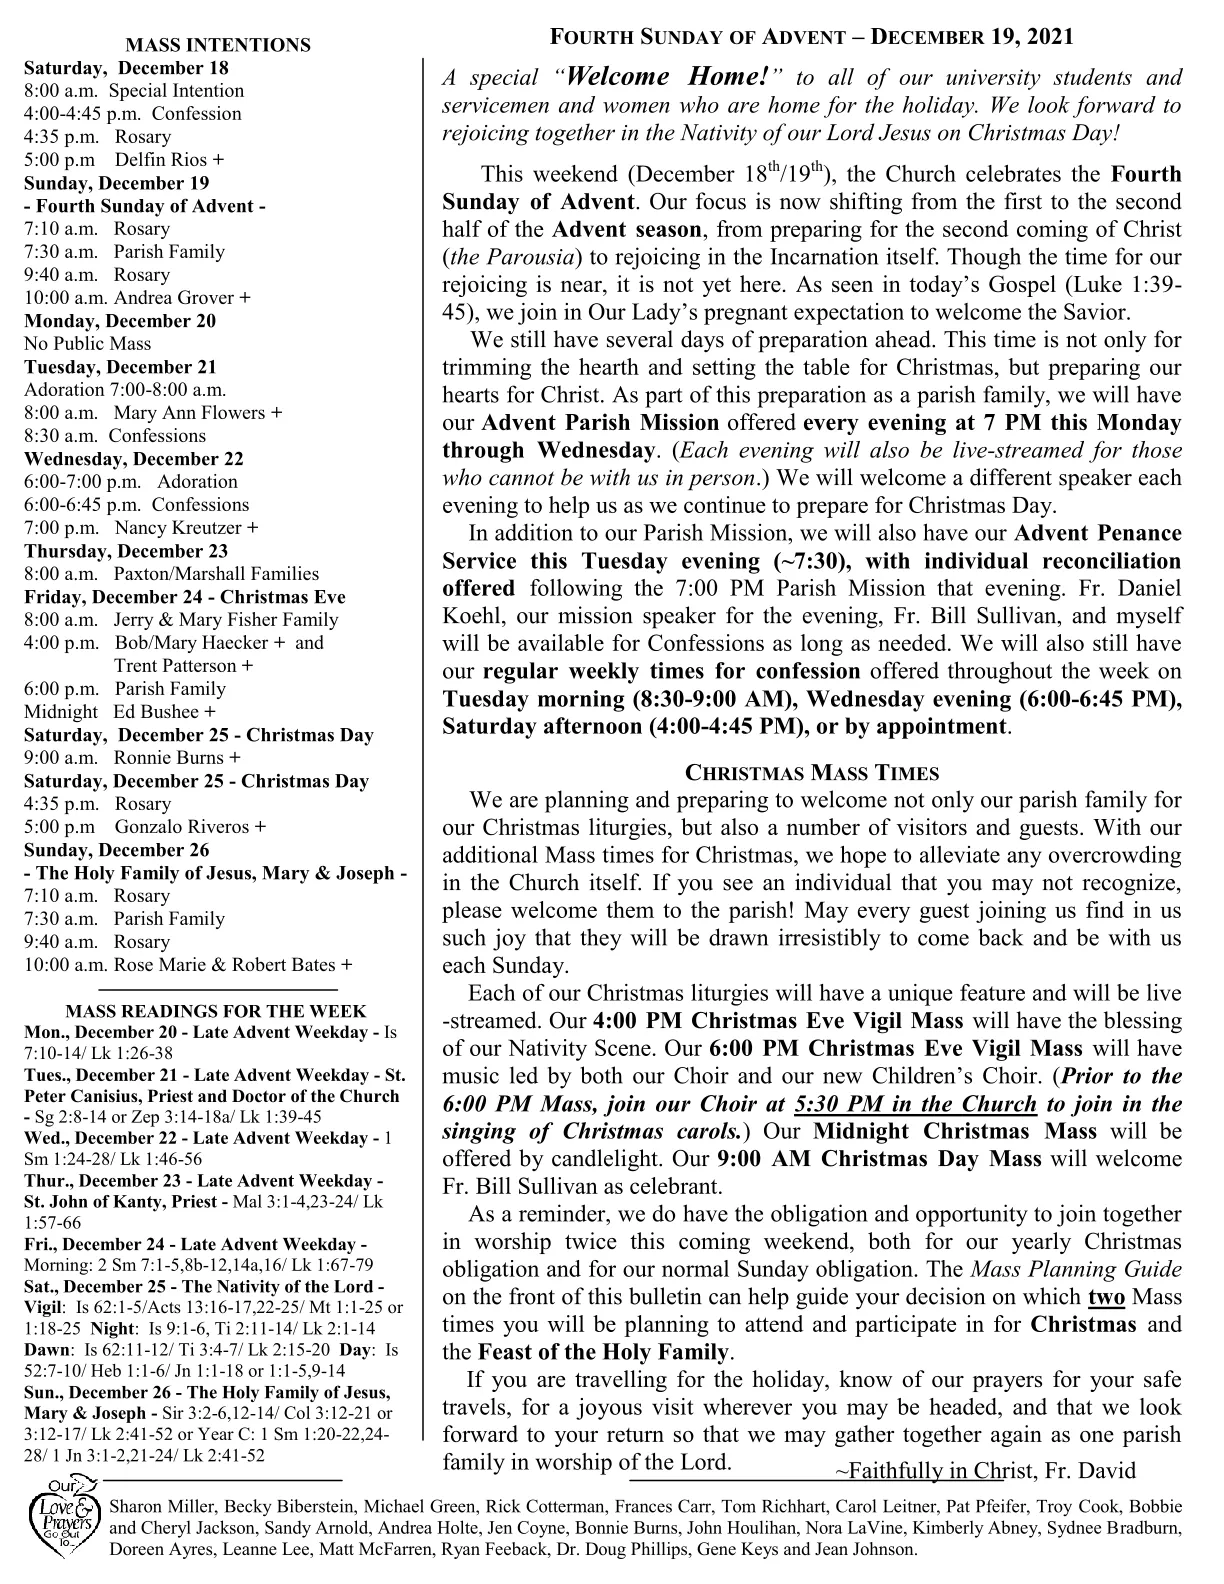 MASS INTENTIONS
Saturday,  December 18
8:00 a.m.  Special Intention
4:00-4:45 p.m.  Confession
4:35 p.m.   Rosary
5:00 p.m    Delfin Rios +
Sunday, December 19
- Fourth Sunday of Advent -
7:10 a.m.   Rosary
7:30 a.m.   Parish Family
9:40 a.m.   Rosary
10:00 a.m. Andrea Grover +
Monday, December 20
No Public Mass
Tuesday, December 21
Adoration 7:00-8:00 a.m.
8:00 a.m.   Mary Ann Flowers +
8:30 a.m.  Confessions
Wednesday, December 22
6:00-7:00 p.m.   Adoration
6:00-6:45 p.m.  Confessions
7:00 p.m.   Nancy Kreutzer +
Thursday, December 23
8:00 a.m.   Paxton/Marshall Families
Friday, December 24 - Christmas Eve
8:00 a.m.   Jerry & Mary Fisher Family
4:00 p.m.   Bob/Mary Haecker +  and
Trent Patterson +
6:00 p.m.   Parish Family
Midnight   Ed Bushee +
Saturday,  December 25 - Christmas Day
9:00 a.m.   Ronnie Burns +
Saturday, December 25 - Christmas Day
4:35 p.m.   Rosary
5:00 p.m    Gonzalo Riveros +
Sunday, December 26
- The Holy Family of Jesus, Mary & Joseph -
7:10 a.m.   Rosary
7:30 a.m.   Parish Family
9:40 a.m.   Rosary
10:00 a.m. Rose Marie & Robert Bates +
MASS READINGS FOR THE WEEK
Mon., December 20 - Late Advent Weekday - Is
7:10-14/ Lk 1:26-38
Tues., December 21 - Late Advent Weekday - St.
Peter Canisius, Priest and Doctor of the Church
- Sg 2:8-14 or Zep 3:14-18a/ Lk 1:39-45
Wed., December 22 - Late Advent Weekday - 1
Sm 1:24-28/ Lk 1:46-56
Thur., December 23 - Late Advent Weekday -
St. John of Kanty, Priest - Mal 3:1-4,23-24/ Lk
1:57-66
Fri., December 24 - Late Advent Weekday -
Morning: 2 Sm 7:1-5,8b-12,14a,16/ Lk 1:67-79
Sat., December 25 - The Nativity of the Lord -
Vigil:  Is 62:1-5/Acts 13:16-17,22-25/ Mt 1:1-25 or
1:18-25  Night:  Is 9:1-6, Ti 2:11-14/ Lk 2:1-14
Dawn:  Is 62:11-12/ Ti 3:4-7/ Lk 2:15-20  Day:  Is
52:7-10/ Heb 1:1-6/ Jn 1:1-18 or 1:1-5,9-14
Sun., December 26 - The Holy Family of Jesus,
Mary & Joseph - Sir 3:2-6,12-14/ Col 3:12-21 or
3:12-17/ Lk 2:41-52 or Year C: 1 Sm 1:20-22,24-
28/ 1 Jn 3:1-2,21-24/ Lk 2:41-52
FOURTH SUNDAY OF ADVENT – DECEMBER 19, 2021
A special “Welcome Home!” to all of our university students and
servicemen and women who are home for the holiday. We look forward to
rejoicing together in the Nativity of our Lord Jesus on Christmas Day!
This weekend (December 18th/19th), the Church celebrates the Fourth
Sunday of Advent. Our focus is now shifting from the first to the second
half of the Advent season, from preparing for the second coming of Christ
(the Parousia) to rejoicing in the Incarnation itself. Though the time for our
rejoicing is near, it is not yet here. As seen in today’s Gospel (Luke 1:39-
45), we join in Our Lady’s pregnant expectation to welcome the Savior.
We still have several days of preparation ahead. This time is not only for
trimming the hearth and setting the table for Christmas, but preparing our
hearts for Christ. As part of this preparation as a parish family, we will have
our Advent Parish Mission offered every evening at 7 PM this Monday
through Wednesday. (Each evening will also be live-streamed for those
who cannot be with us in person.) We will welcome a different speaker each
evening to help us as we continue to prepare for Christmas Day.
In addition to our Parish Mission, we will also have our Advent Penance
Service this Tuesday evening (~7:30), with individual reconciliation
offered following the 7:00 PM Parish Mission that evening. Fr. Daniel
Koehl, our mission speaker for the evening, Fr. Bill Sullivan, and myself
will be available for Confessions as long as needed. We will also still have
our regular weekly times for confession offered throughout the week on
Tuesday morning (8:30-9:00 AM), Wednesday evening (6:00-6:45 PM),
Saturday afternoon (4:00-4:45 PM), or by appointment.
CHRISTMAS MASS TIMES
We are planning and preparing to welcome not only our parish family for
our Christmas liturgies, but also a number of visitors and guests. With our
additional Mass times for Christmas, we hope to alleviate any overcrowding
in the Church itself. If you see an individual that you may not recognize,
please welcome them to the parish! May every guest joining us find in us
such joy that they will be drawn irresistibly to come back and be with us
each Sunday.
Each of our Christmas liturgies will have a unique feature and will be live
-streamed. Our 4:00 PM Christmas Eve Vigil Mass will have the blessing
of our Nativity Scene. Our 6:00 PM Christmas Eve Vigil Mass will have
music led by both our Choir and our new Children’s Choir. (Prior to the
6:00 PM Mass, join our Choir at 5:30 PM in the Church to join in the
singing of Christmas carols.) Our Midnight Christmas Mass will be
offered by candlelight. Our 9:00 AM Christmas Day Mass will welcome
Fr. Bill Sullivan as celebrant.
As a reminder, we do have the obligation and opportunity to join together
in worship twice this coming weekend, both for our yearly Christmas
obligation and for our normal Sunday obligation. The Mass Planning Guide
on the front of this bulletin can help guide your decision on which two Mass
times you will be planning to attend and participate in for Christmas and
the Feast of the Holy Family.
If you are travelling for the holiday, know of our prayers for your safe
travels, for a joyous visit wherever you may be headed, and that we look
forward to your return so that we may gather together again as one parish
family in worship of the Lord.
~Faithfully in Christ, Fr. David
Our
Love &
Prayers
Go Out
To...
Sharon Miller, Becky Biberstein, Michael Green, Rick Cotterman, Frances Carr, Tom Richhart, Carol Leitner, Pat Pfeifer, Troy Cook, Bobbie
and Cheryl Jackson, Sandy Arnold, Andrea Holte, Jen Coyne, Bonnie Burns, John Houlihan, Nora LaVine, Kimberly Abney, Sydnee Bradburn,
Doreen Ayres, Leanne Lee, Matt McFarren, Ryan Feeback, Dr. Doug Phillips, Gene Keys and Jean Johnson.